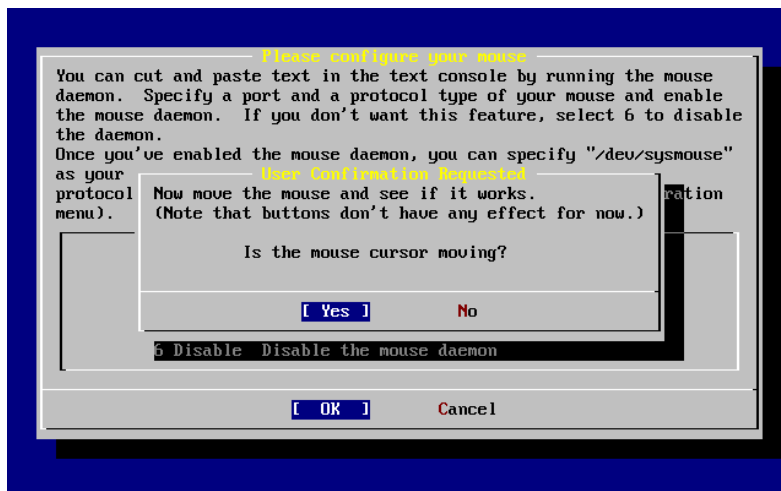 Please configure your mouse
You can cut and paste text in the text console by running the mouse
daemon.  Specify a port and a protocol type of your mouse and enable
the mouse daemon.  If you don't want this feature, select 6 to disable
the daemon.
Once you've enabled the mouse daemon, you can specify "/dev/sysmouse"
as your
User Confirmation Requested
protocol
ration
menu).
Now move the mouse and see if it works.
(Note that buttons don't have any effect for now.)
Is the mouse cursor moving?
[ Yes ]        No
6 Disable  Disable the mouse daemon
[  OK  ]       Cancel